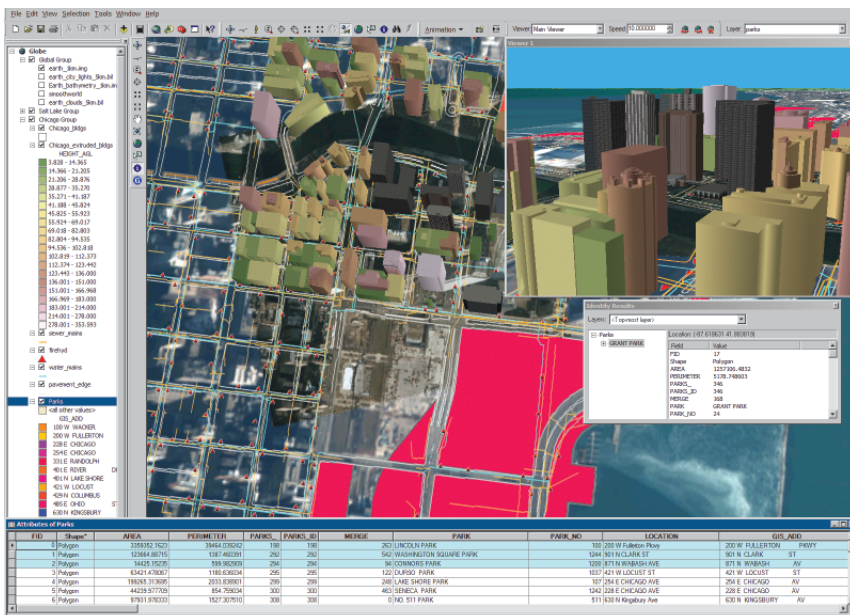 File Edit View Selection Tools Window Help
Animation Viewer: Main Viewer Speed: 10.000000 Layer: parks
Globe
Global Group
earth_1km.img
earth_city_lights_5km.bil
Earth_bathymetry_5km.im
smoothworld
earth_clouds_5km.bil
Salt Lake Group
Chicago Group
Chicago_bldgs
Chicago_extruded_bldgs
HEIGHT_AGL
3.828 - 14.365
14.366 - 21.205
21.206 - 28.876
28.877 - 35.270
35.271 - 41.187
41.188 - 45.824
45.825 - 55.923
55.924 - 69.017
69.018 - 82.803
82.804 - 94.535
94.536 - 102.818
102.819 - 112.373
112.374 - 123.442
123.443 - 136.000
136.001 - 151.000
151.001 - 166.968
166.969 - 183.000
183.001 - 214.000
214.001 - 278.000
278.001 - 353.593
sewer_mains
firehyd
water_mains
pavement_edge
Parks
<all other values>
GIS_ADD
100 W WACKER
200 W FULLERTON
228 E CHICAGO
331 E RANDOLPH
401 E RIVER D
401 N LAKE SHORE
421 W LOCUST
429 N COLUMBUS
485 E OHIO ST
630 N KINGSBURY
Viewer 1
Identify Results
Layers: <Top-most layer>
Parks
GRANT PARK
Location: (-87.618631 41.883819)
Field Value
FID 17
Shape Polygon
AREA 1257106.4832
PERIMETER 5178.748603
PARKS_ 346
PARKS_ID 346
MERGE 168
PARK GRANT PARK
PARK_NO 24
Attributes of Parks
FID Shape* AREA PERIMETER PARKS_ PARKS_ID MERGE PARK PARK_NO LOCATION GIS_ADD
0 Polygon 3359352.1623 39464.039242 198 198 263 LINCOLN PARK 100 200 W Fullerton Pkwy 200 W FULLERTON PKWY
1 Polygon 123664.88715 1387.460391 292 292 542 WASHINGTON SQUARE PARK 1244 901 N CLARK ST 901 N CLARK ST
2 Polygon 14425.15235 599.982909 294 294 94 CONNORS PARK 1200 871 N WABASH AVE 871 N WABASH AV
3 Polygon 63421.478067 1180.636034 295 295 122 DURSO PARK 1037 421 W LOCUST ST 421 W LOCUST ST
4 Polygon 199265.313695 2033.838901 299 299 248 LAKE SHORE PARK 107 254 E CHICAGO AVE 254 E CHICAGO AV
5 Polygon 44239.977709 854.759034 300 300 463 SENECA PARK 1242 228 E CHICAGO AVE 228 E CHICAGO AV
6 Polygon 97931.978333 1527.307510 308 308 0 NO. 511 PARK 511 630 N Kingsbury Ave 630 N KINGSBURY AV